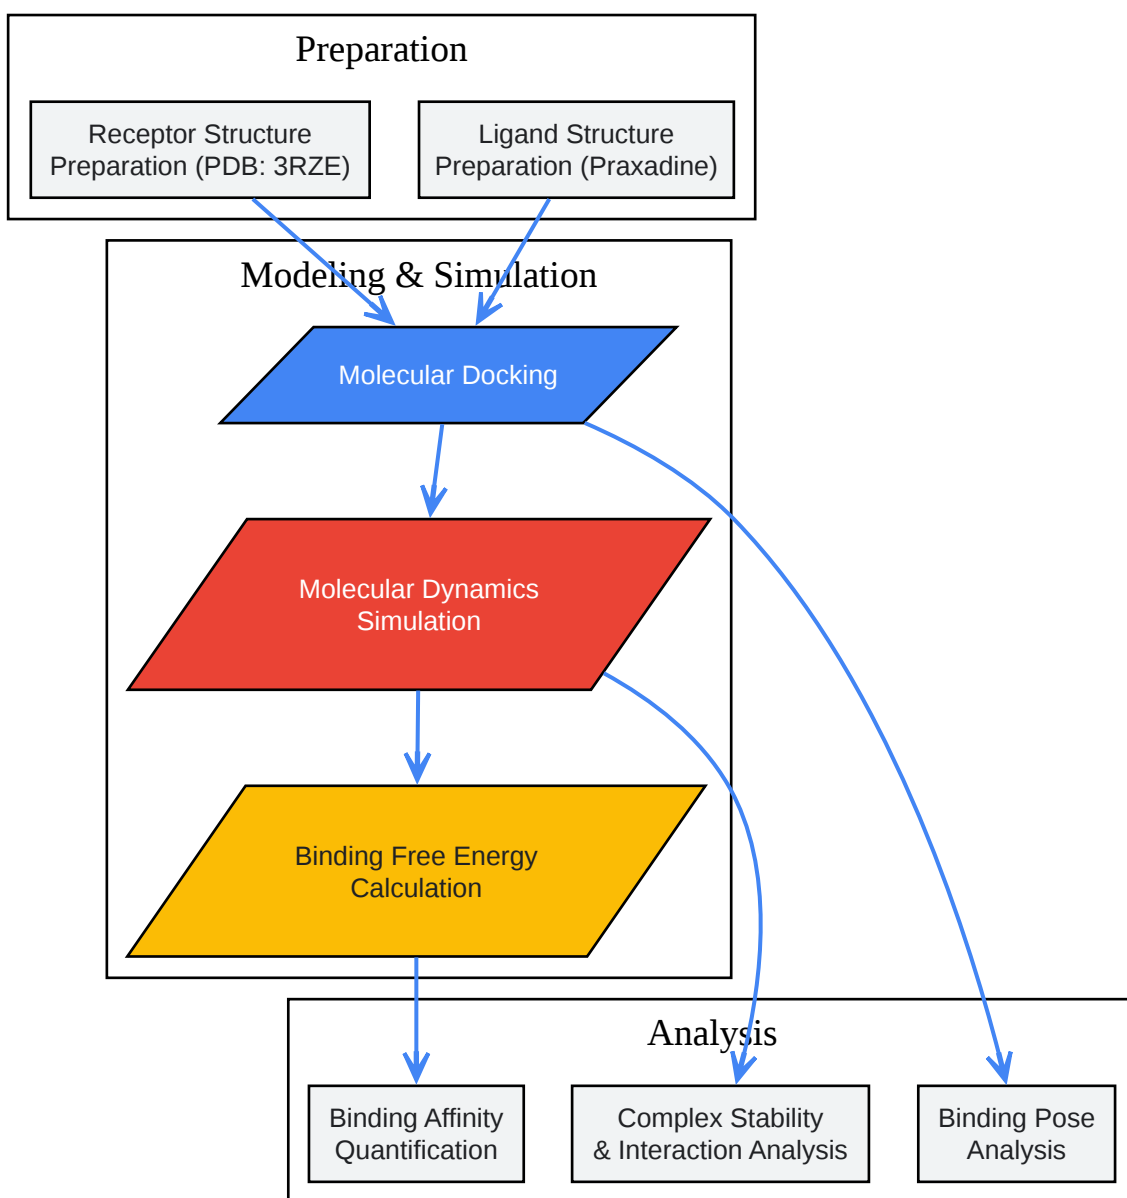 Preparation
Receptor Structure
Preparation (PDB: 3RZE)
Ligand Structure
Preparation (Praxadine)
Modeling & Simulation
Molecular Docking
Molecular Dynamics
Simulation
Binding Free Energy
Calculation
Analysis
Binding Affinity
Quantification
Complex Stability
& Interaction Analysis
Binding Pose
Analysis